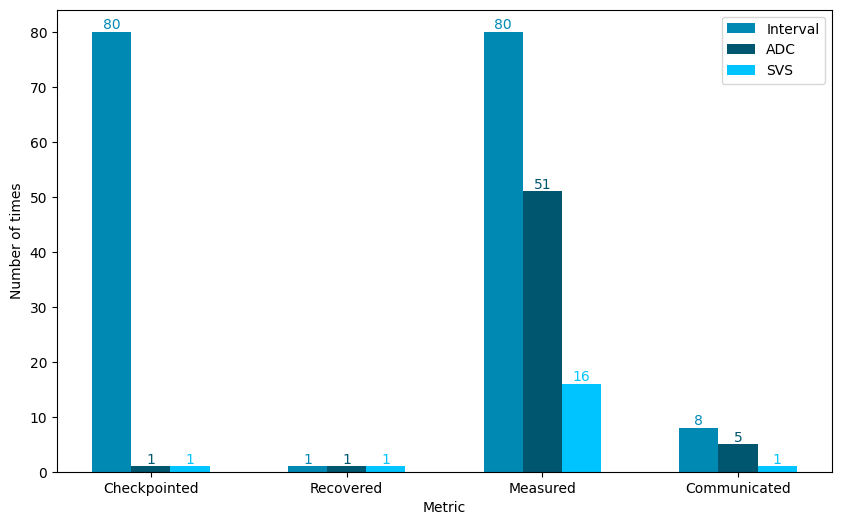 Interval
ADC
SVS
80
1
1
1
1
1
80
51
16
8
5
1
80
70
60
50
40
30
20
10
0
Number of times
Checkpointed
Recovered
Measured
Communicated
Metric